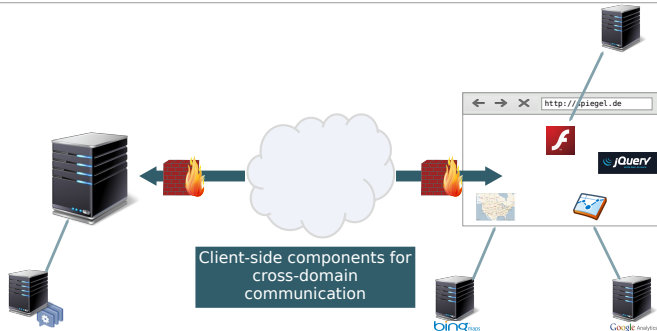 http://spiegel.de
jQuery
Client-side components for
cross-domain
communication
bing maps
Google Analytics